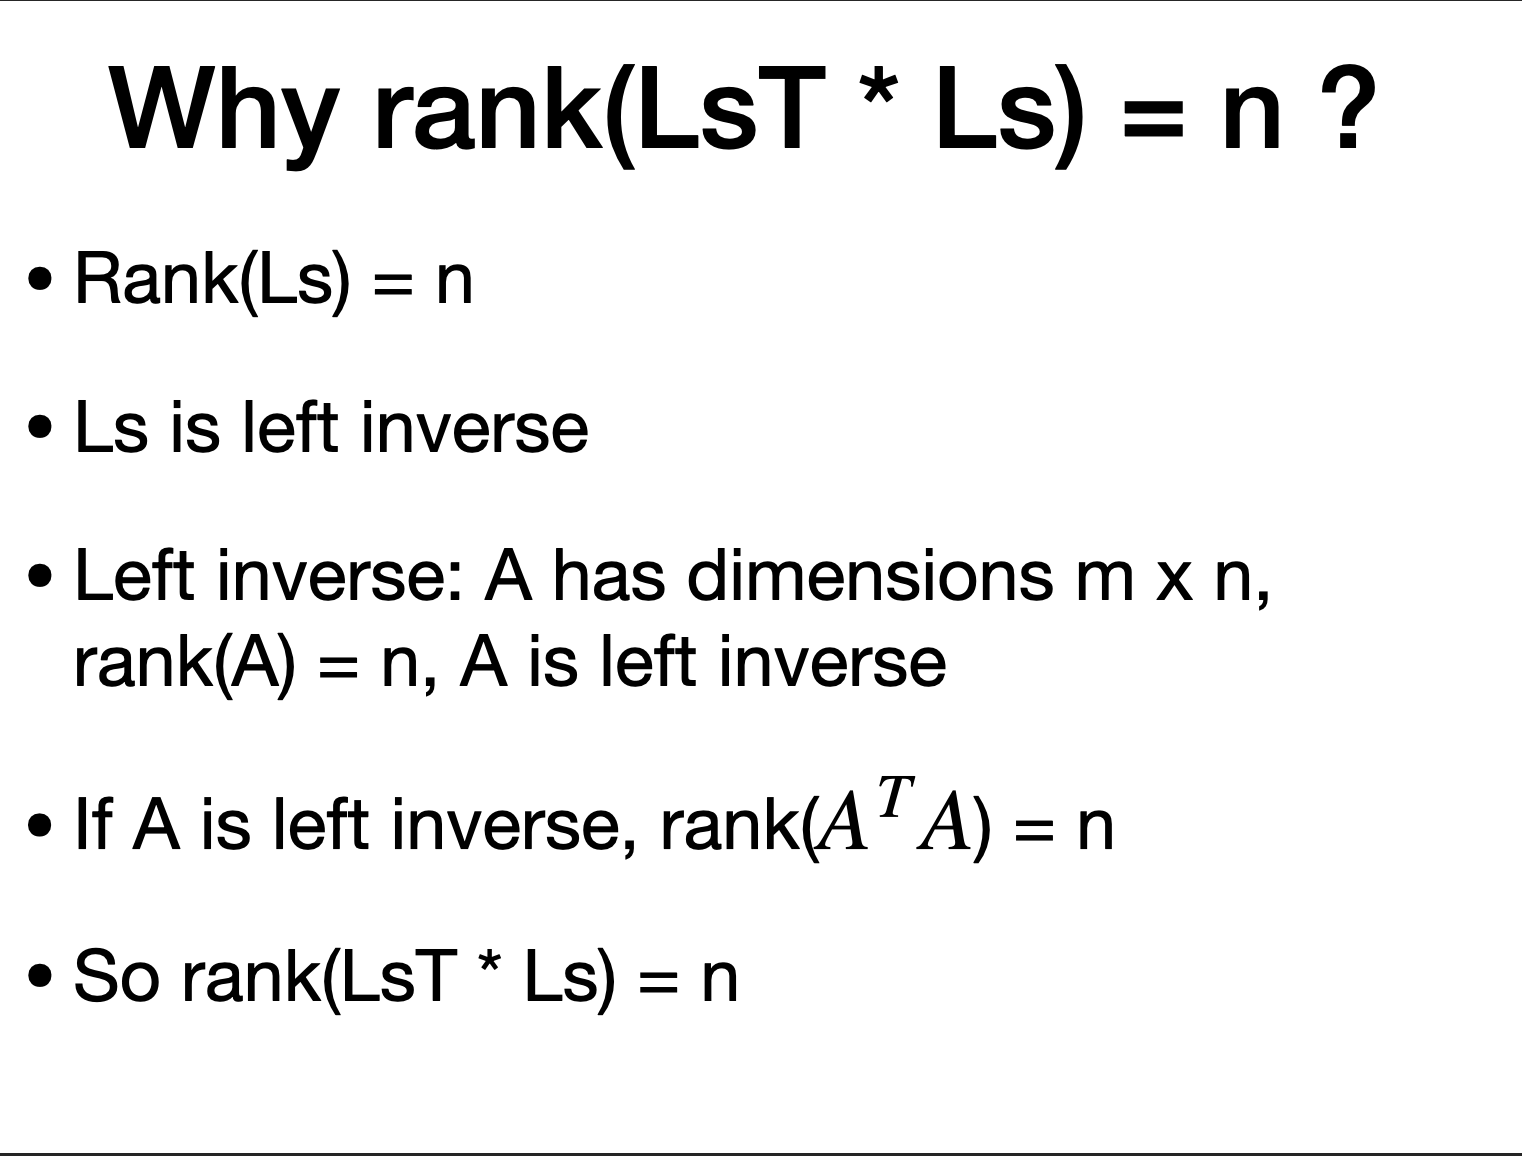 Why rank(LsT * Ls) = n ?
• Rank(Ls) = n
• Ls is left inverse
• Left inverse: A has dimensions m x n,
rank(A) = n, A is left inverse
• If A is left inverse, rank(A^T A) = n
• So rank(LsT * Ls) = n